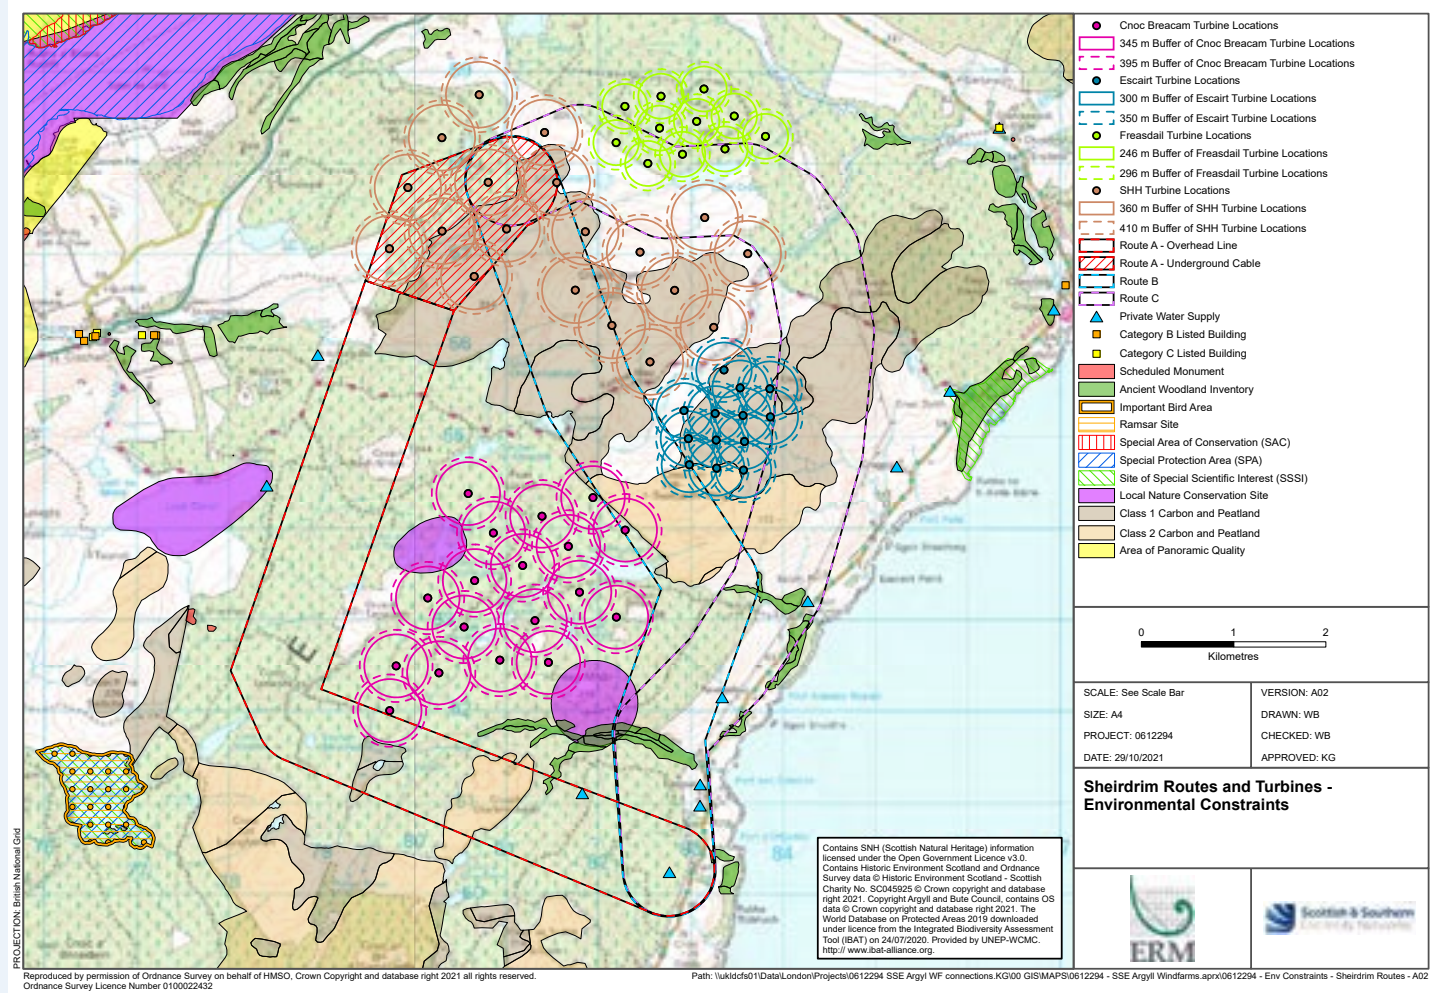 Cnoc Breacam Turbine Locations
345 m Buffer of Cnoc Breacam Turbine Locations
395 m Buffer of Cnoc Breacam Turbine Locations
Escairt Turbine Locations
300 m Buffer of Escairt Turbine Locations
350 m Buffer of Escairt Turbine Locations
Freasdail Turbine Locations
246 m Buffer of Freasdail Turbine Locations
296 m Buffer of Freasdail Turbine Locations
SHH Turbine Locations
360 m Buffer of SHH Turbine Locations
410 m Buffer of SHH Turbine Locations
Route A - Overhead Line
Route A - Underground Cable
Route B
Route C
Private Water Supply
Category B Listed Building
Category C Listed Building
Scheduled Monument
Ancient Woodland Inventory
Important Bird Area
Ramsar Site
Special Area of Conservation (SAC)
Special Protection Area (SPA)
Site of Special Scientific Interest (SSSI)
Local Nature Conservation Site
Class 1 Carbon and Peatland
Class 2 Carbon and Peatland
Area of Panoramic Quality
0 1 2
Kilometres
SCALE: See Scale Bar
VERSION: A02
SIZE: A4
DRAWN: WB
PROJECT: 0612294
CHECKED: WB
DATE: 29/10/2021
APPROVED: KG
Sheirdrim Routes and Turbines -
Environmental Constraints
ERM
Scottish & Southern
Electricity Networks
Contains SNH (Scottish Natural Heritage) information
licensed under the Open Government Licence v3.0.
Contains Historic Environment Scotland and Ordnance
Survey data © Historic Environment Scotland - Scottish
Charity No. SC045925 © Crown copyright and database
right 2021. Copyright Argyll and Bute Council, contains OS
data © Crown copyright and database right 2021. The
World Database on Protected Areas 2019 downloaded
under licence from the Integrated Biodiversity Assessment
Tool (IBAT) on 24/07/2020. Provided by UNEP-WCMC.
http:// www.ibat-alliance.org.
84
E
PROJECTION: British National Grid
Reproduced by permission of Ordnance Survey on behalf of HMSO, Crown Copyright and database right 2021 all rights reserved.
Ordnance Survey Licence Number 0100022432
Path: \\ukldcfs01\Data\London\Projects\0612294 SSE Argyl WF connections.KG\00 GIS\MAPS\0612294 - SSE Argyll Windfarms.aprx\0612294 - Env Constraints - Sheirdrim Routes - A02